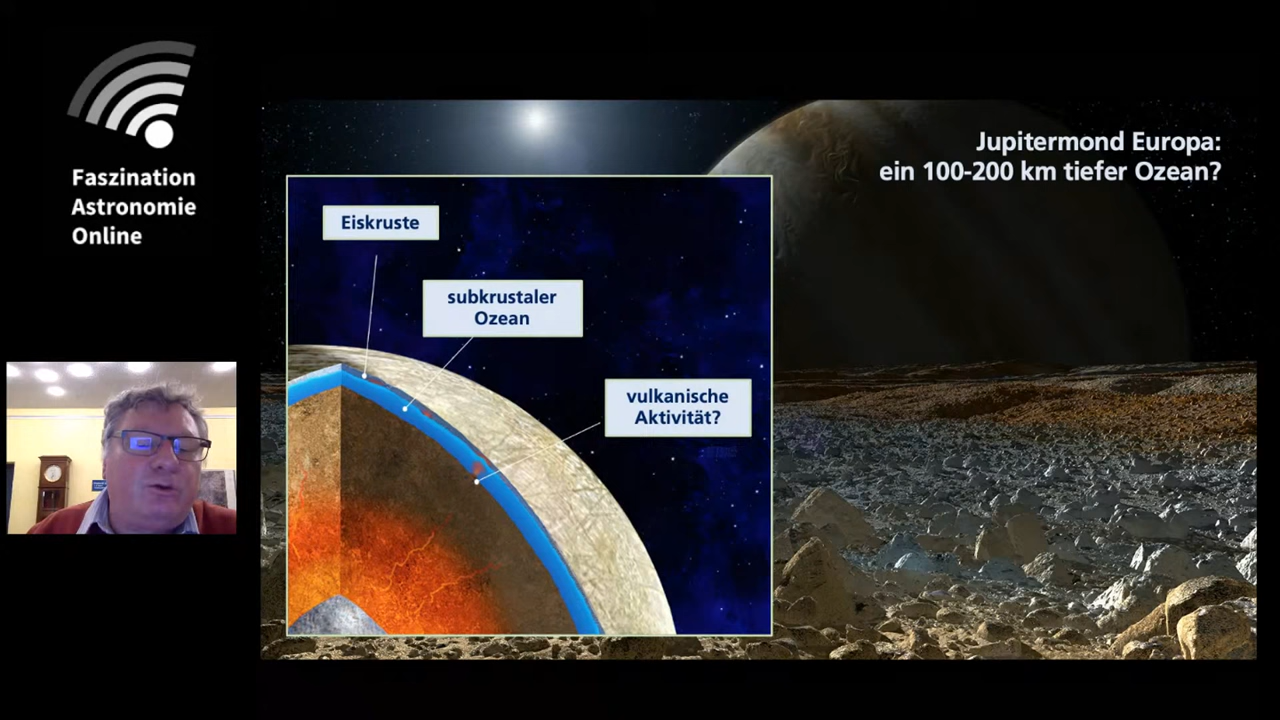 Faszination
Astronomie
Online
Jupitermond Europa:
ein 100-200 km tiefer Ozean?
Eiskruste
subkrustaler
Ozean
vulkanische
Aktivität?